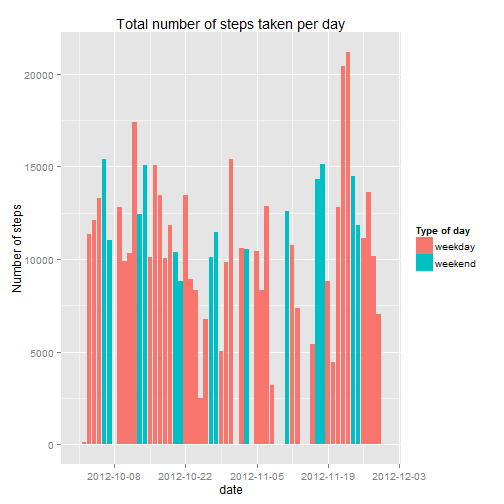 Total number of steps taken per day
Number of steps
20000
15000
10000
5000
0
2012-10-08 2012-10-22 2012-11-05 2012-11-19 2012-12-03
date
Type of day
weekday
weekend